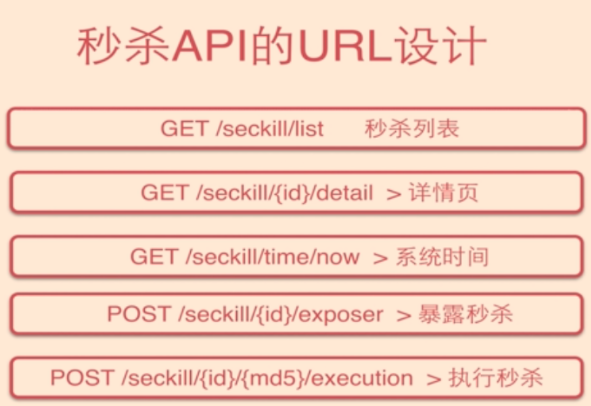 秒杀API的URL设计
GET /seckill/list 秒杀列表
GET /seckill/{id}/detail > 详情页
GET /seckill/time/now > 系统时间
POST /seckill/{id}/exposer > 暴露秒杀
POST /seckill/{id}/{md5}/execution > 执行秒杀